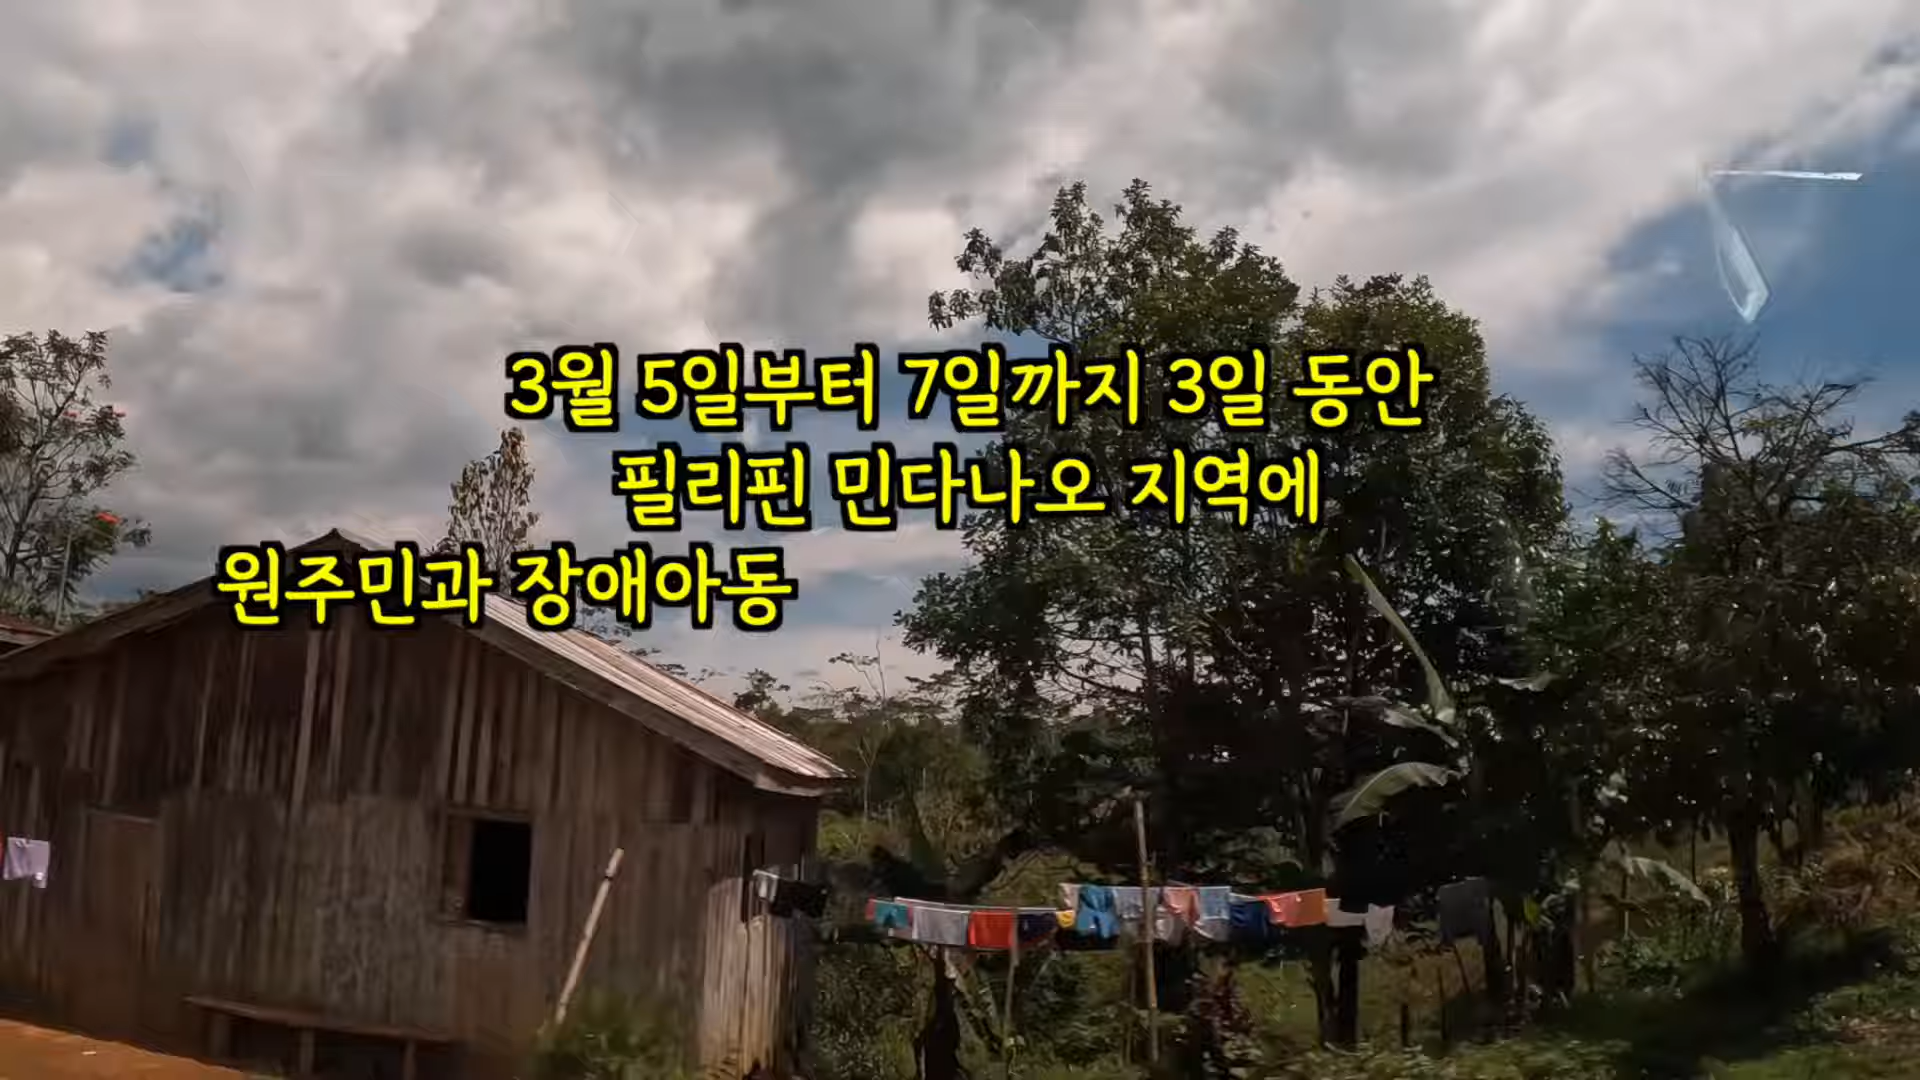 3월 5일부터 7일까지 3일 동안
필리핀 민다나오 지역에
원주민과 장애아동